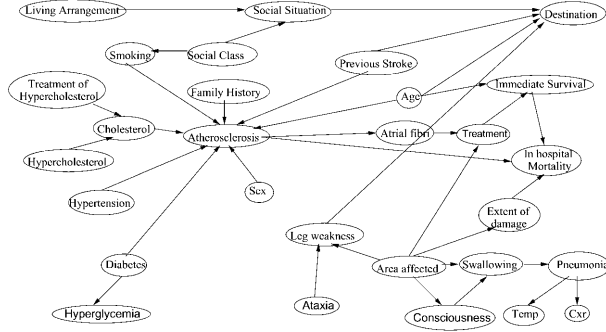 Living Arrangement
Social Situation
Destination
Smoking
Social Class
Previous Stroke
Treatment of
Hypercholesterol
Family History
Age
Immediate Survival
Cholesterol
Atherosclerosis
Atrial fibri
Treatment
Hypercholesterol
In hospital
Mortality
Hypertension
Sex
Extent of
damage
Leg weakness
Diabetes
Area affected
Swallowing
Pneumonia
Ataxia
Hyperglycemia
Consciousness
Temp
Cxr